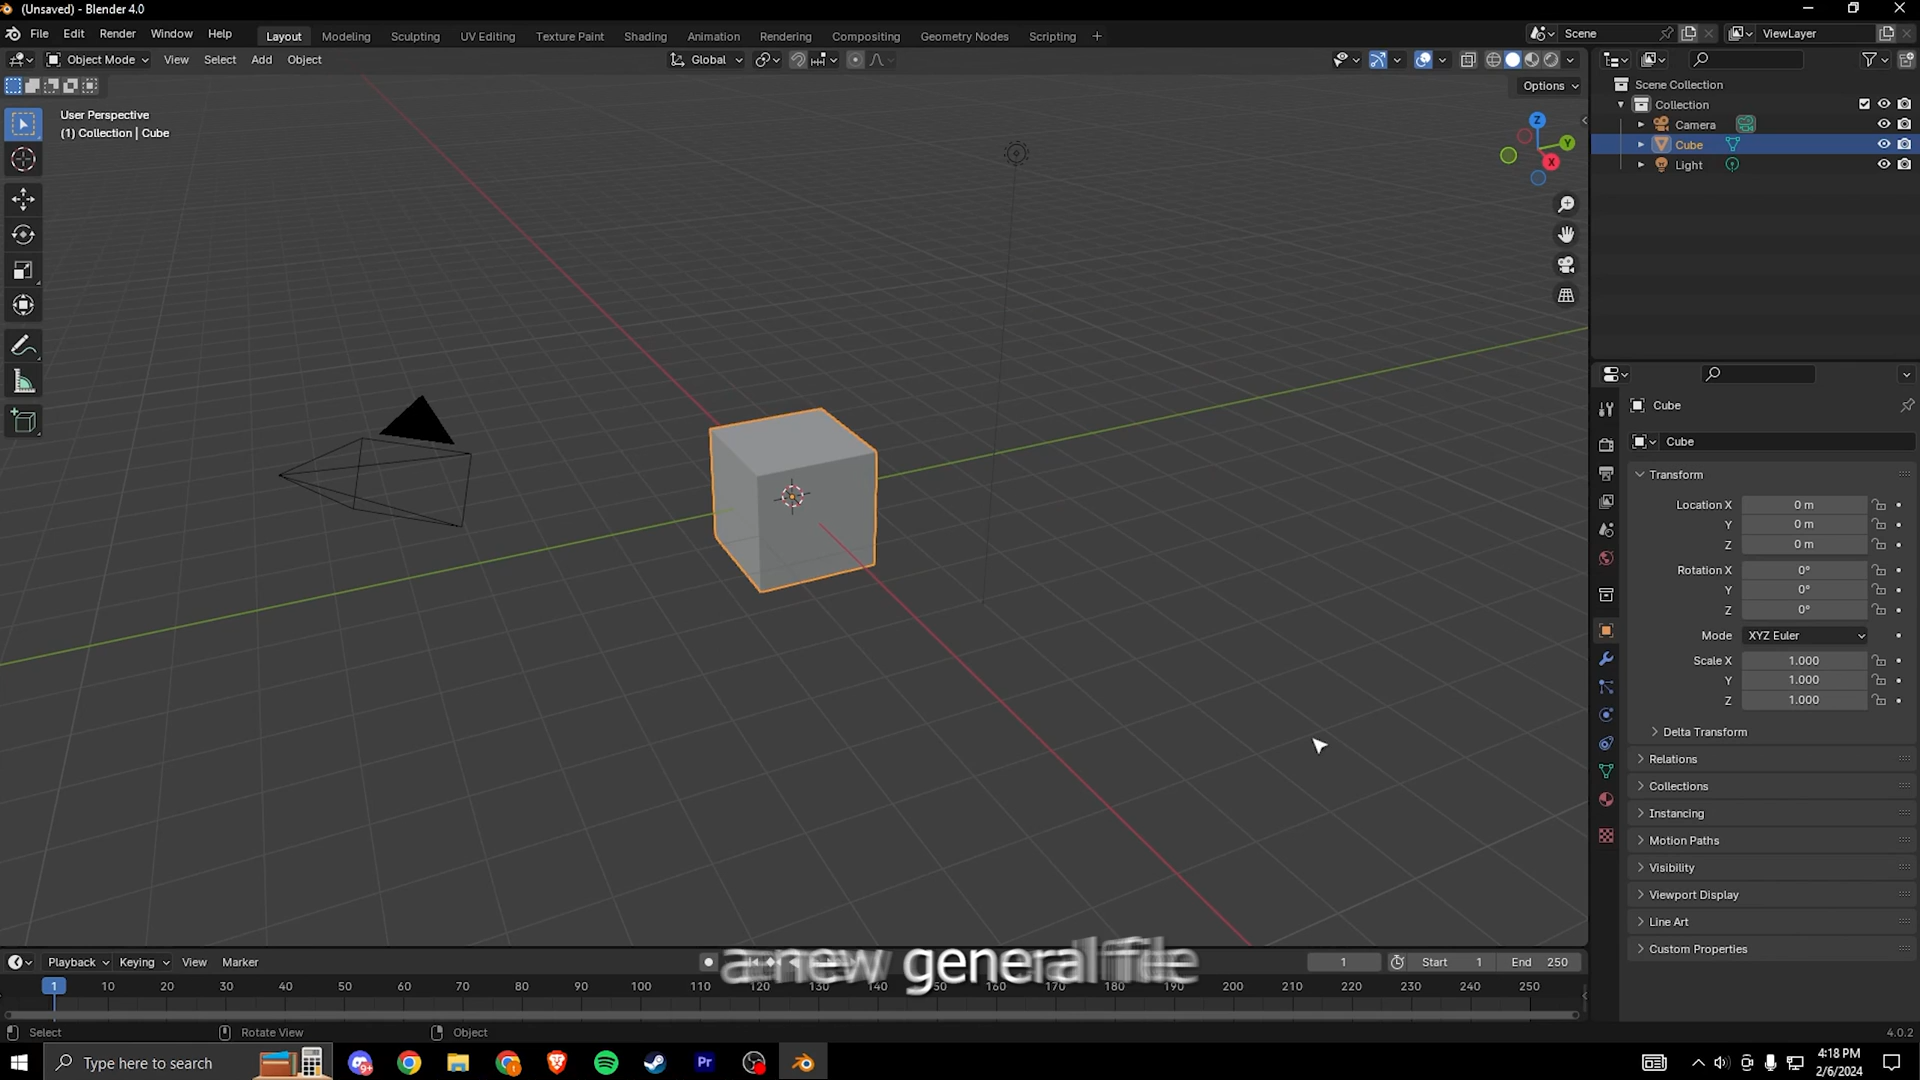 (Unsaved) - Blender 4.0
File Edit Render Window Help Layout Modeling Sculpting UV Editing Texture Paint Shading Animation Rendering Compositing Geometry Nodes Scripting + Scene ViewLayer
Object Mode View Select Add Object Global
Options
User Perspective
(1) Collection | Cube
Z
Y
X
Scene Collection
Collection
Camera
Cube
Light
Cube
Cube
Transform
Location X 0 m
Y 0 m
Z 0 m
Rotation X 0°
Y 0°
Z 0°
Mode XYZ Euler
Scale X 1.000
Y 1.000
Z 1.000
Delta Transform
Relations
Collections
Instancing
Motion Paths
Visibility
Viewport Display
Line Art
Custom Properties
a new general file
Playback Keying View Marker 1 Start 1 End 250
1 10 20 30 40 50 60 70 80 90 100 110 120 130 140 150 160 170 180 190 200 210 220 230 240 250
Select Rotate View Object 4.0.2
Type here to search
9+
Pr
4:18 PM
2/6/2024